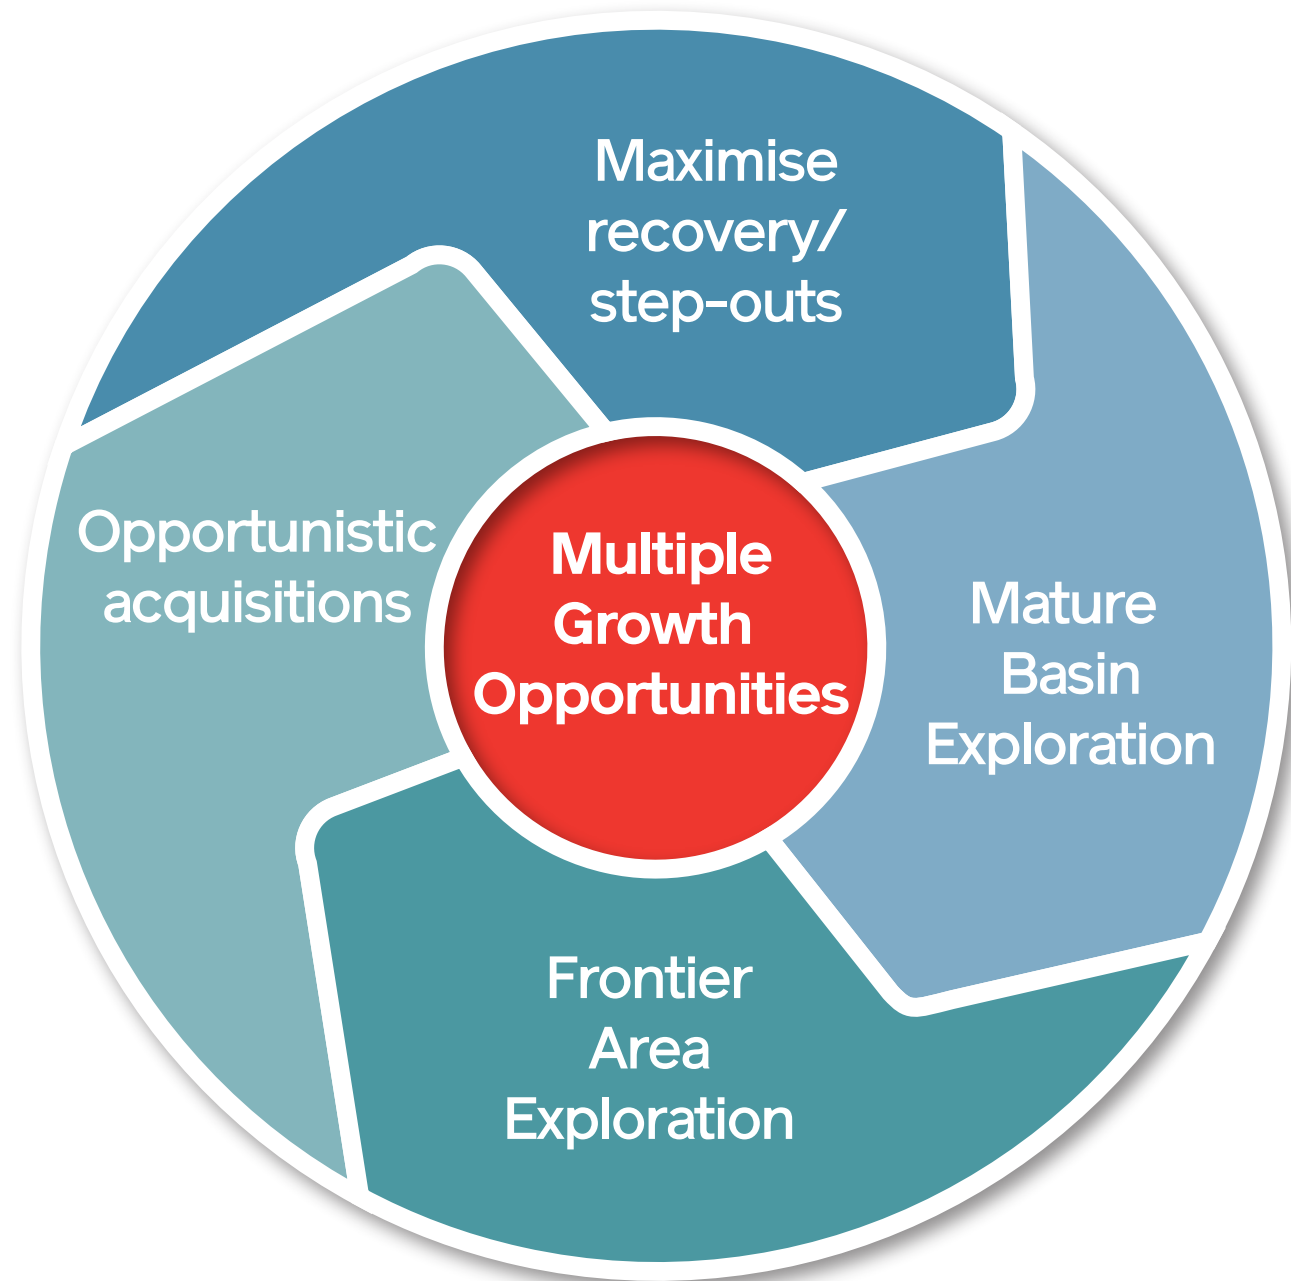 Maximise
recovery/
step-outs
Opportunistic
acquisitions
Multiple
Growth
Opportunities
Mature
Basin
Exploration
Frontier
Area
Exploration